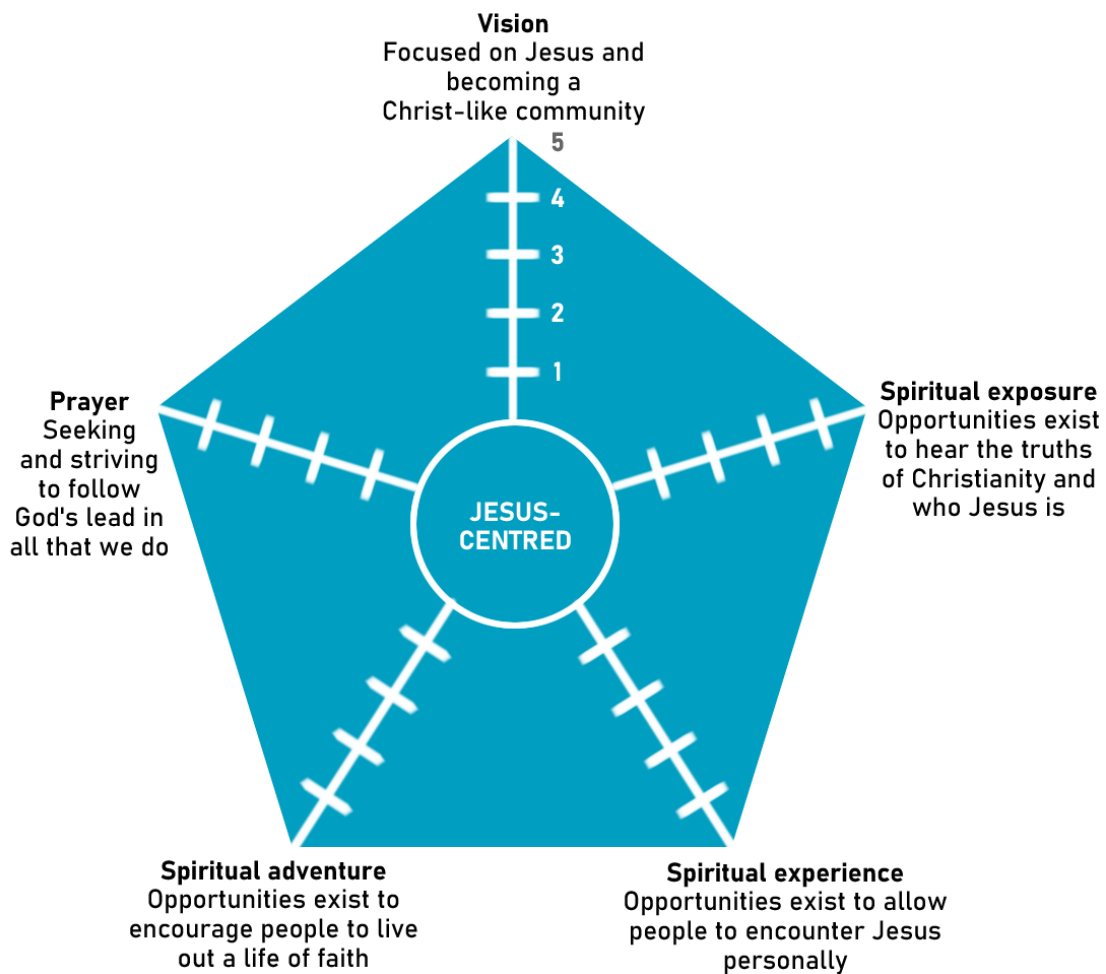 Vision
Focused on Jesus and
becoming a
Christ-like community
5
4
3
2
1
Prayer
Seeking
and striving
to follow
God's lead in
all that we do
Spiritual exposure
Opportunities exist
to hear the truths
of Christianity and
who Jesus is
JESUS-
CENTRED
Spiritual adventure
Opportunities exist to
encourage people to live
out a life of faith
Spiritual experience
Opportunities exist to allow
people to encounter Jesus
personally